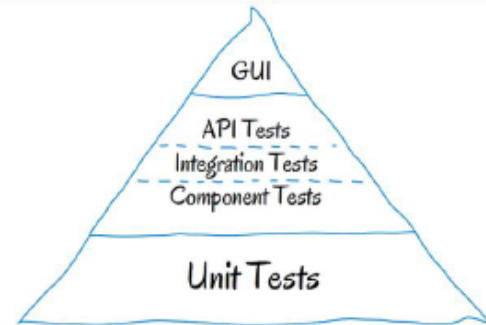 GUI
API Tests
Integration Tests
Component Tests
Unit Tests